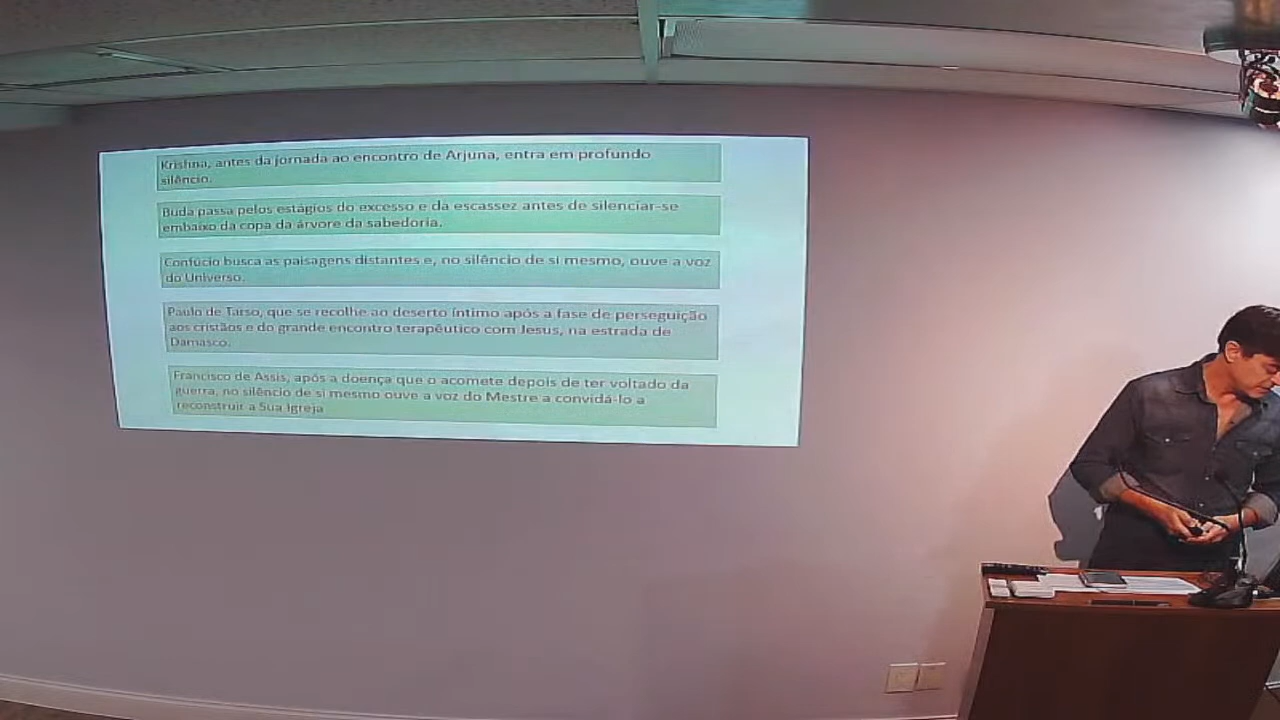 Krishna, antes da jornada ao encontro de Arjuna, entra em profundo
silêncio.
Buda passa pelos estágios do excesso e da escassez antes de silenciar-se
embaixo da copa da árvore da sabedoria.
Confúcio busca as paisagens distantes e, no silêncio de si mesmo, ouve a voz
do Universo.
Paulo de Tarso, que se recolhe ao deserto íntimo após a fase de perseguição
aos cristãos e do grande encontro terapêutico com Jesus, na estrada de
Damasco.
Francisco de Assis, após a doença que o acomete depois de ter voltado da
guerra, no silêncio de si mesmo ouve a voz do Mestre a convidá-lo a
reconstruir a Sua Igreja